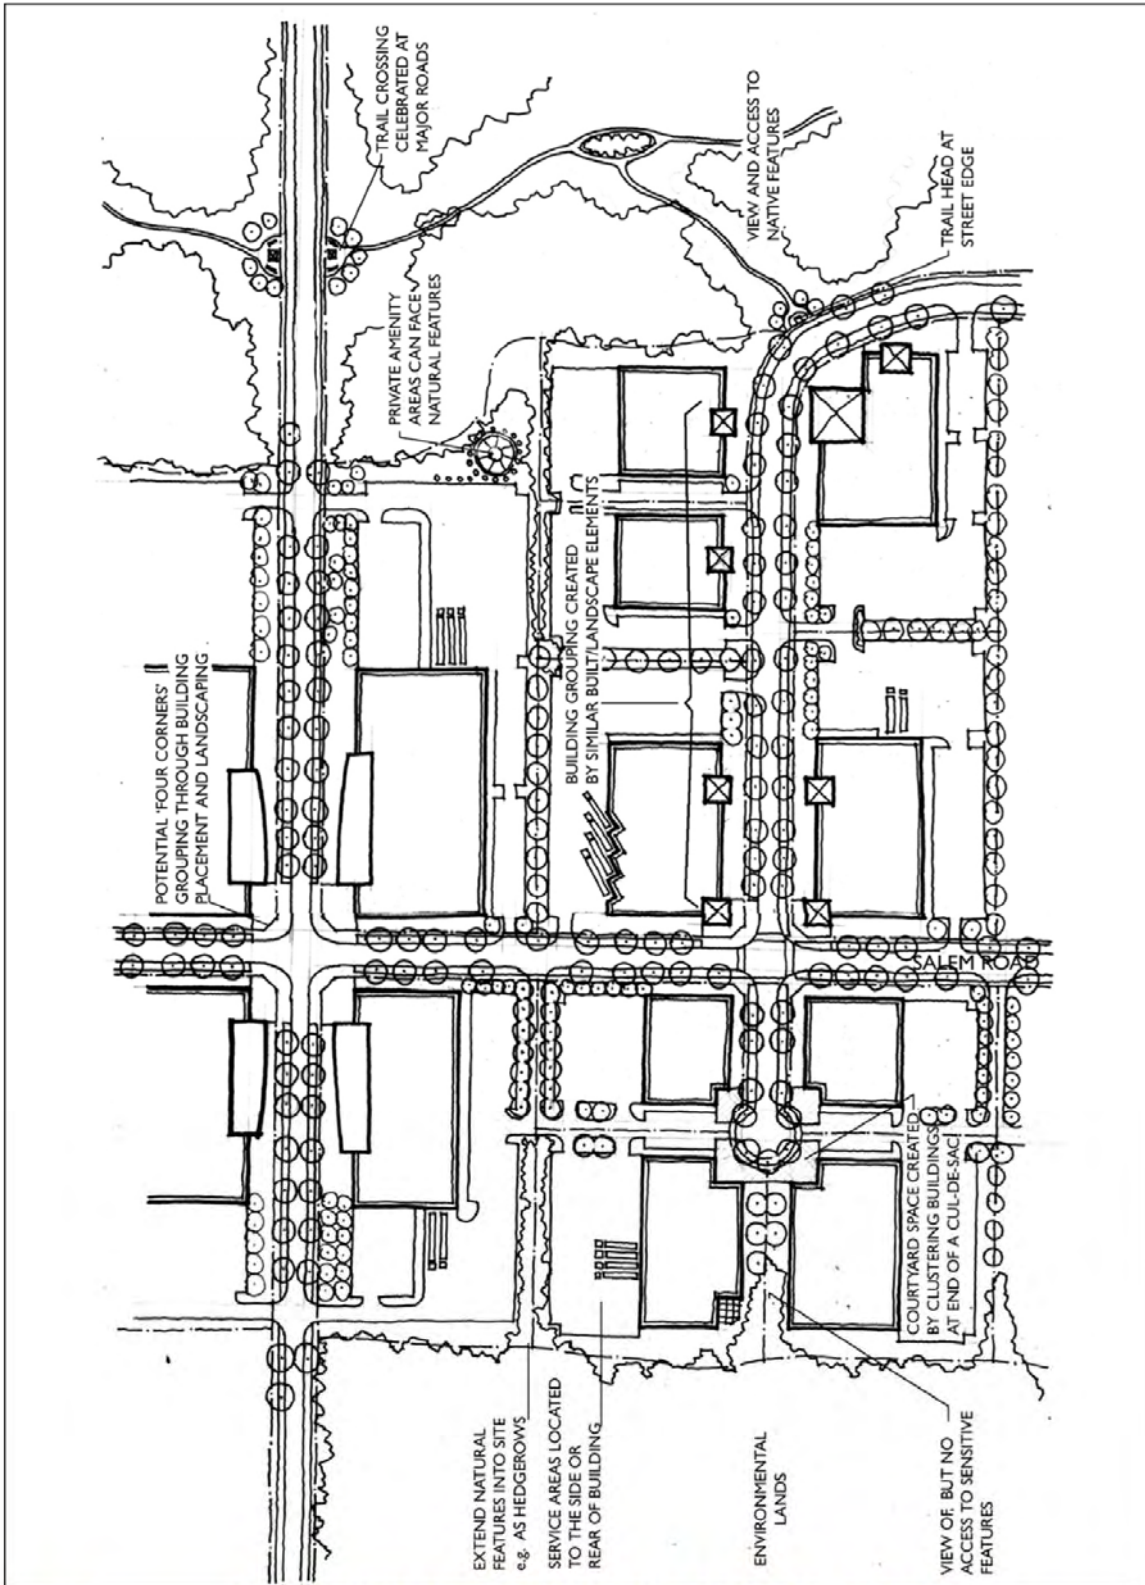 TRAIL CROSSING
CELEBRATED AT
MAJOR ROADS
VIEW AND ACCESS TO
NATIVE FEATURES
TRAIL HEAD AT
STREET EDGE
PRIVATE AMENITY
AREAS CAN FACE
NATURAL FEATURES
POTENTIAL 'FOUR CORNERS'
GROUPING THROUGH BUILDING
PLACEMENT AND LANDSCAPING
BUILDING GROUPING CREATED
BY SIMILAR BUILT/LANDSCAPE ELEMENTS
SALEM ROAD
EXTEND NATURAL
FEATURES INTO SITE
e.g. AS HEDGEROWS
SERVICE AREAS LOCATED
TO THE SIDE OR
REAR OF BUILDING
ENVIRONMENTAL
LANDS
COURTYARD SPACE CREATED
BY CLUSTERING BUILDINGS
AT END OF A CUL-DE-SAC
VIEW OF, BUT NO
ACCESS TO SENSITIVE
FEATURES